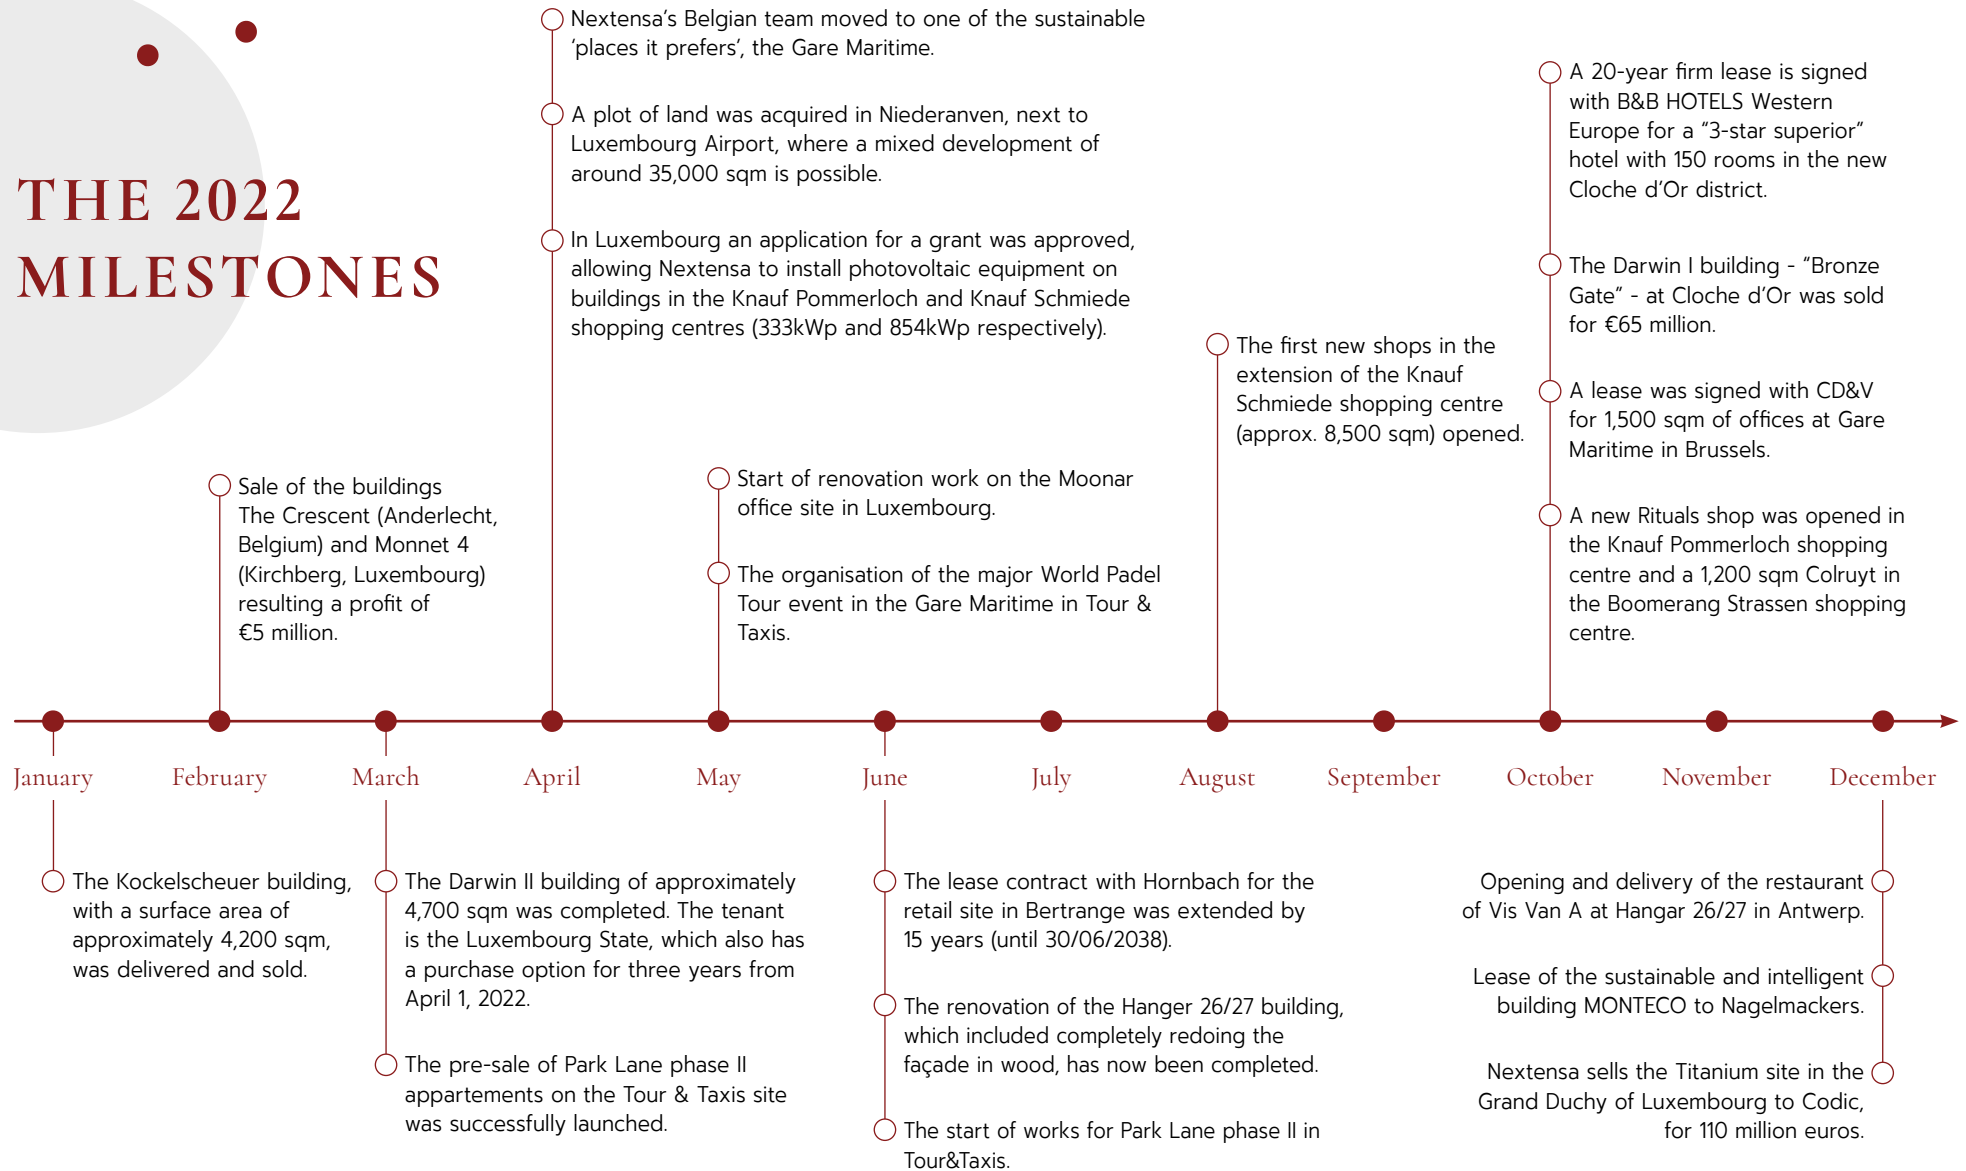 THE 2022
MILESTONES
Nextensa’s Belgian team moved to one of the sustainable
‘places it prefers’, the Gare Maritime.
A plot of land was acquired in Niederanven, next to
Luxembourg Airport, where a mixed development of
around 35,000 sqm is possible.
In Luxembourg an application for a grant was approved,
allowing Nextensa to install photovoltaic equipment on
buildings in the Knauf Pommerloch and Knauf Schmiede
shopping centres (333kWp and 854kWp respectively).
A 20-year firm lease is signed
with B&B HOTELS Western
Europe for a “3-star superior”
hotel with 150 rooms in the new
Cloche d’Or district.
The Darwin I building - “Bronze
Gate” - at Cloche d’Or was sold
for €65 million.
A lease was signed with CD&V
for 1,500 sqm of offices at Gare
Maritime in Brussels.
A new Rituals shop was opened in
the Knauf Pommerloch shopping
centre and a 1,200 sqm Colruyt in
the Boomerang Strassen shopping
centre.
The first new shops in the
extension of the Knauf
Schmiede shopping centre
(approx. 8,500 sqm) opened.
Sale of the buildings
The Crescent (Anderlecht,
Belgium) and Monnet 4
(Kirchberg, Luxembourg)
resulting a profit of
€5 million.
Start of renovation work on the Moonar
office site in Luxembourg.
The organisation of the major World Padel
Tour event in the Gare Maritime in Tour &
Taxis.
January February March April May June July August September October November December
The Kockelscheuer building,
with a surface area of
approximately 4,200 sqm,
was delivered and sold.
The Darwin II building of approximately
4,700 sqm was completed. The tenant
is the Luxembourg State, which also has
a purchase option for three years from
April 1, 2022.
The pre-sale of Park Lane phase II
appartements on the Tour & Taxis site
was successfully launched.
The lease contract with Hornbach for the
retail site in Bertrange was extended by
15 years (until 30/06/2038).
The renovation of the Hanger 26/27 building,
which included completely redoing the
façade in wood, has now been completed.
The start of works for Park Lane phase II in
Tour&Taxis.
Opening and delivery of the restaurant
of Vis Van A at Hangar 26/27 in Antwerp.
Lease of the sustainable and intelligent
building MONTECO to Nagelmackers.
Nextensa sells the Titanium site in the
Grand Duchy of Luxembourg to Codic,
for 110 million euros.